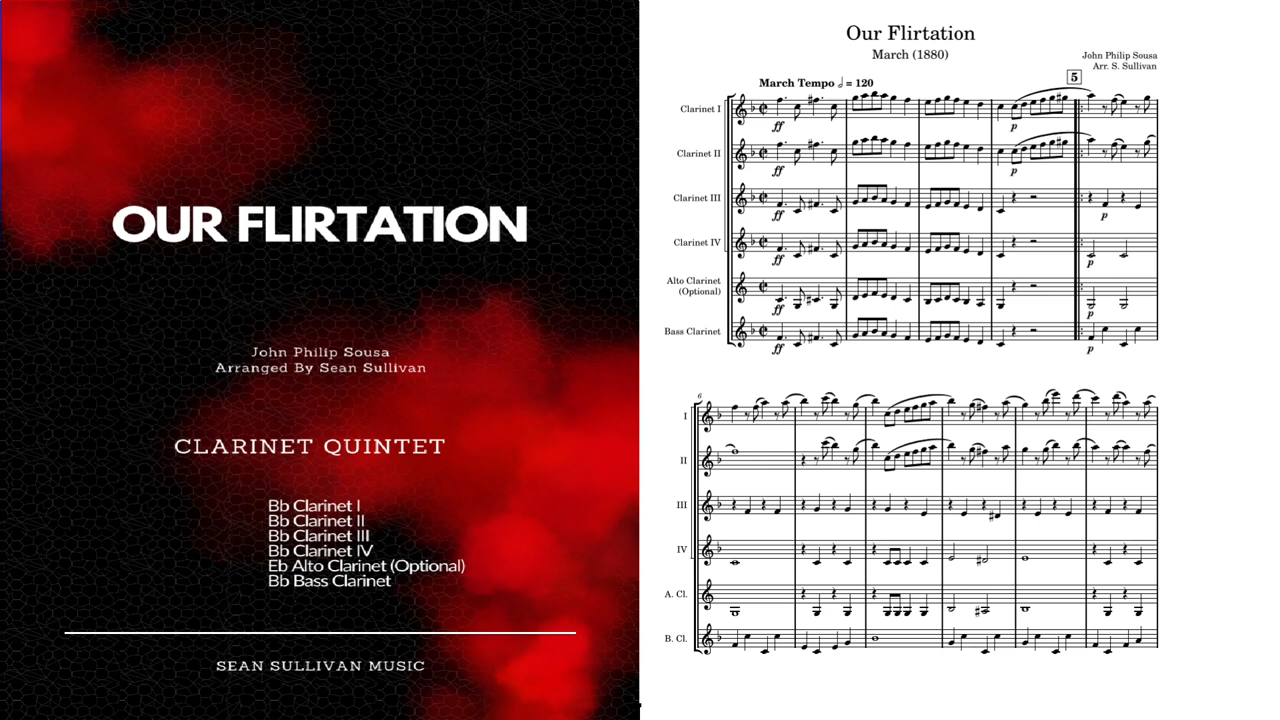 OUR FLIRTATION
John Philip Sousa
Arranged By Sean Sullivan
CLARINET QUINTET
Bb Clarinet I
Bb Clarinet II
Bb Clarinet III
Bb Clarinet IV
Eb Alto Clarinet (Optional)
Bb Bass Clarinet
SEAN SULLIVAN MUSIC
Our Flirtation
March (1880)
John Philip Sousa
Arr. S. Sullivan
March Tempo 𝅗𝅥 = 120
5
Clarinet I
ff
p
Clarinet II
ff
p
Clarinet III
ff
p
Clarinet IV
ff
p
Alto Clarinet
(Optional)
ff
p
Bass Clarinet
ff
p
6
I
II
III
IV
A. Cl.
B. Cl.